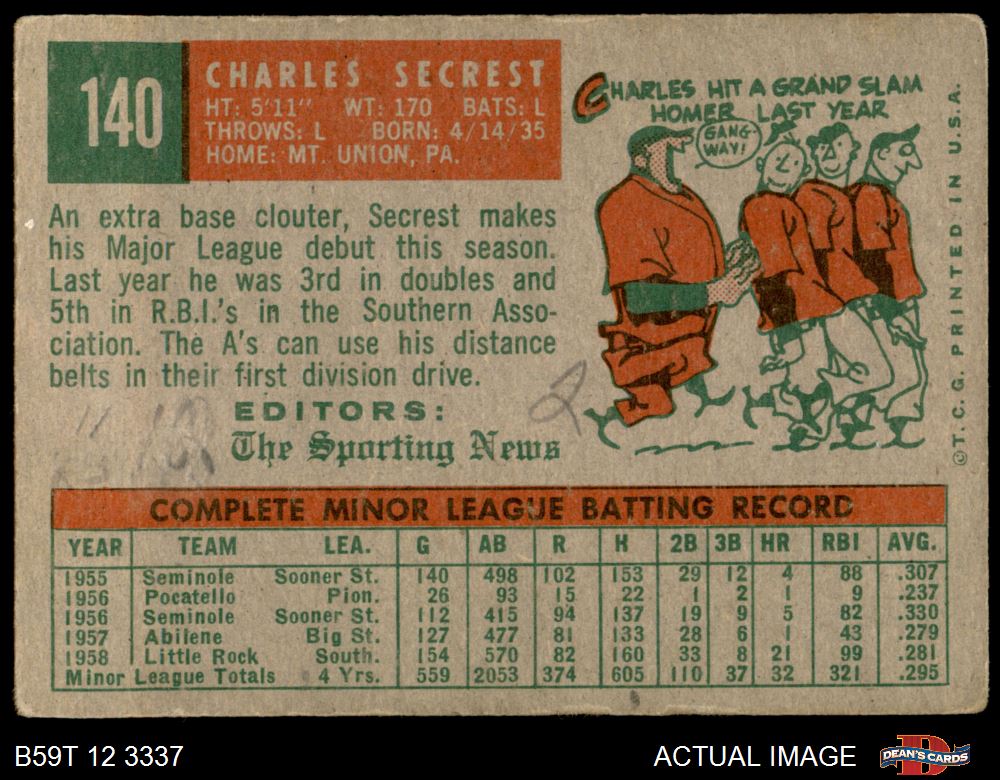 140
CHARLES SECREST
HT: 5'11" WT: 170 BATS: L
THROWS: L BORN: 4/14/35
HOME: MT. UNION, PA.
CHARLES HIT A GRAND SLAM
HOMER LAST YEAR
GANG-
WAY!
An extra base clouter, Secrest makes
his Major League debut this season.
Last year he was 3rd in doubles and
5th in R.B.I.'s in the Southern Asso-
ciation. The A's can use his distance
belts in their first division drive.
EDITORS:
The Sporting News
2
©T. C. G. PRINTED IN U.S.A.
COMPLETE MINOR LEAGUE BATTING RECORD
YEAR TEAM LEA. G AB R H 2B 3B HR RBI AVG.
1955 Seminole Sooner St. 140 498 102 153 29 12 4 88 .307
1956 Pocatello Pion. 26 93 15 22 1 2 1 9 .237
1956 Seminole Sooner St. 112 415 94 137 19 9 5 82 .330
1957 Abilene Big St. 127 477 81 133 28 6 1 43 .279
1958 Little Rock South. 154 570 82 160 33 8 21 99 .281
Minor League Totals 4 Yrs. 559 2053 374 605 110 37 32 321 .295
B59T 12 3337
ACTUAL IMAGE
DEAN'S CARDS